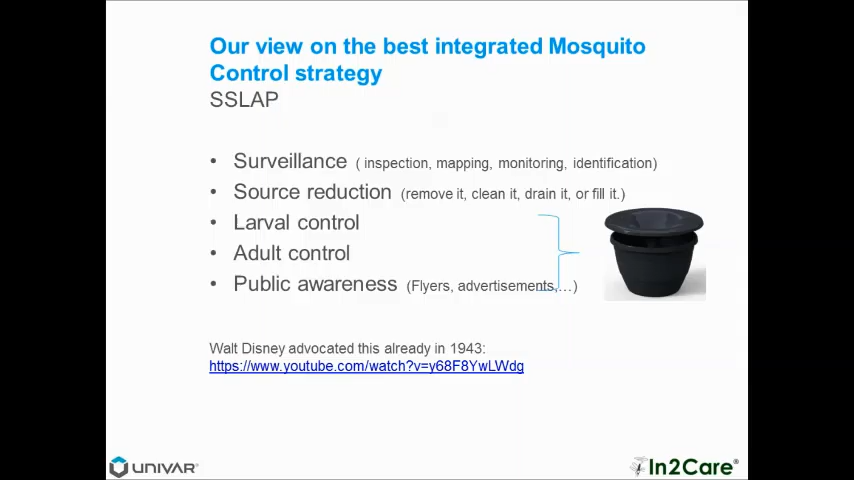 Our view on the best integrated Mosquito
Control strategy
SSLAP
• Surveillance ( inspection, mapping, monitoring, identification)
• Source reduction (remove it, clean it, drain it, or fill it.)
• Larval control
• Adult control
• Public awareness (Flyers, advertisements,…)
Walt Disney advocated this already in 1943:
https://www.youtube.com/watch?v=y68F8YwLWdg
UNIVAR
In2Care®